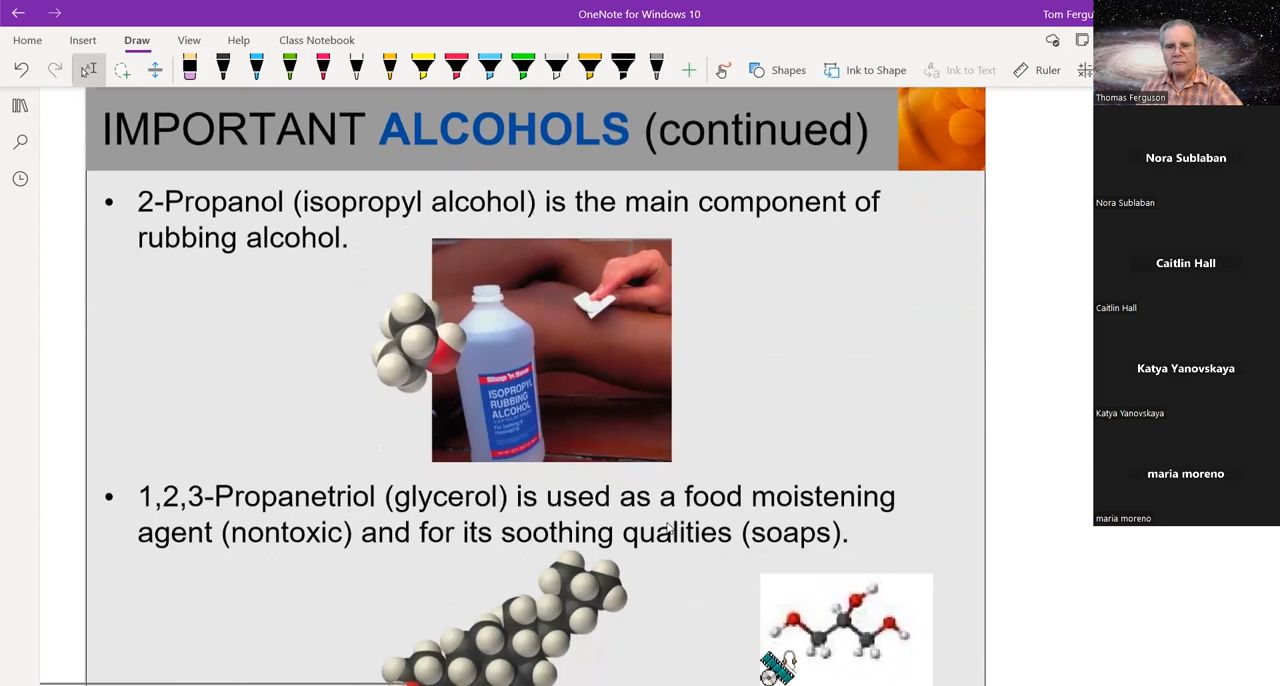 OneNote for Windows 10
Tom Fergu
Home
Insert
Draw
View
Help
Class Notebook
Shapes
Ink to Shape
Ink to Text
Ruler
IMPORTANT ALCOHOLS (continued)
• 2-Propanol (isopropyl alcohol) is the main component of
rubbing alcohol.
Shop 'n Save
ISOPROPYL
RUBBING
ALCOHOL
• 1,2,3-Propanetriol (glycerol) is used as a food moistening
agent (nontoxic) and for its soothing qualities (soaps).
Thomas Ferguson
Nora Sublaban
Nora Sublaban
Caitlin Hall
Caitlin Hall
Katya Yanovskaya
Katya Yanovskaya
maria moreno
maria moreno